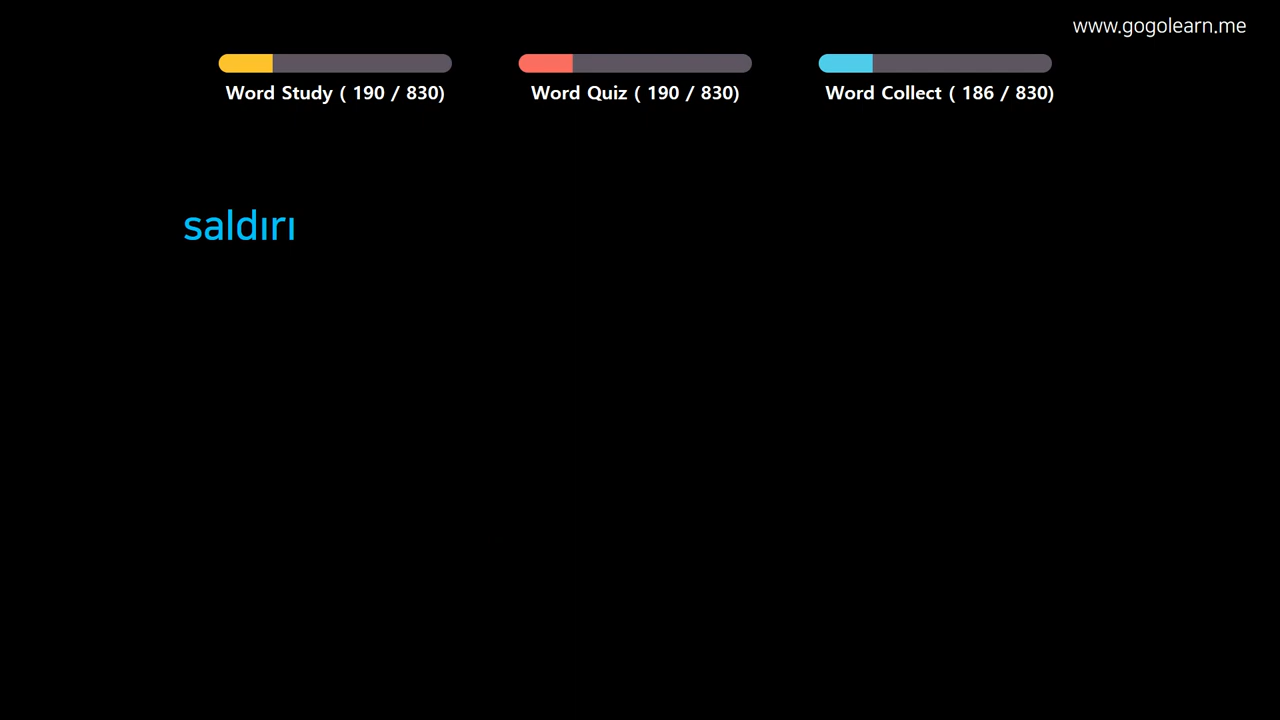 www.gogolearn.me
Word Study ( 190 / 830)
Word Quiz ( 190 / 830)
Word Collect ( 186 / 830)
saldırı